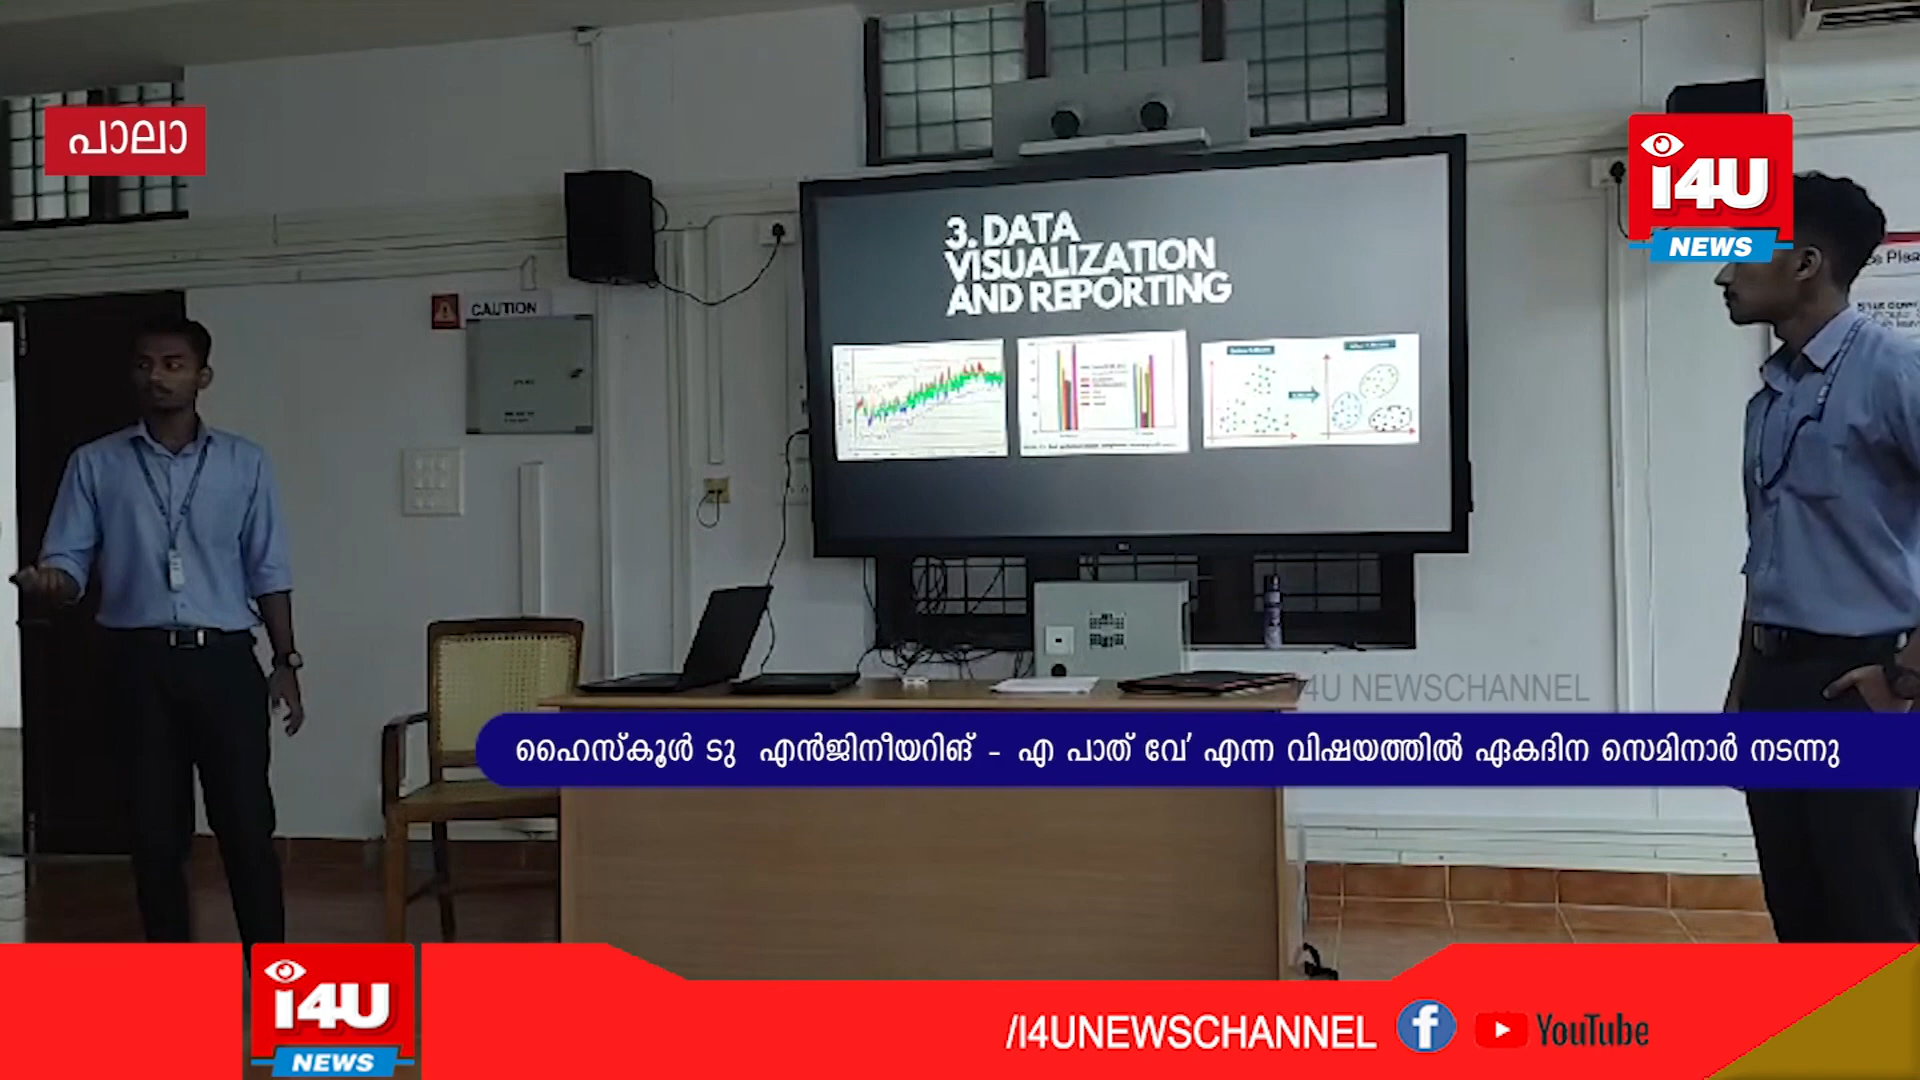 പാലാ
i4U
NEWS
CAUTION
3. DATA
VISUALIZATION
AND REPORTING
I4U NEWSCHANNEL
ഹൈസ്കൂൾ ടു എൻജിനീയറിങ് - എ പാത് വേ' എന്ന വിഷയത്തിൽ ഏകദിന സെമിനാർ നടന്നു
i4U
NEWS
/I4UNEWSCHANNEL
YouTube